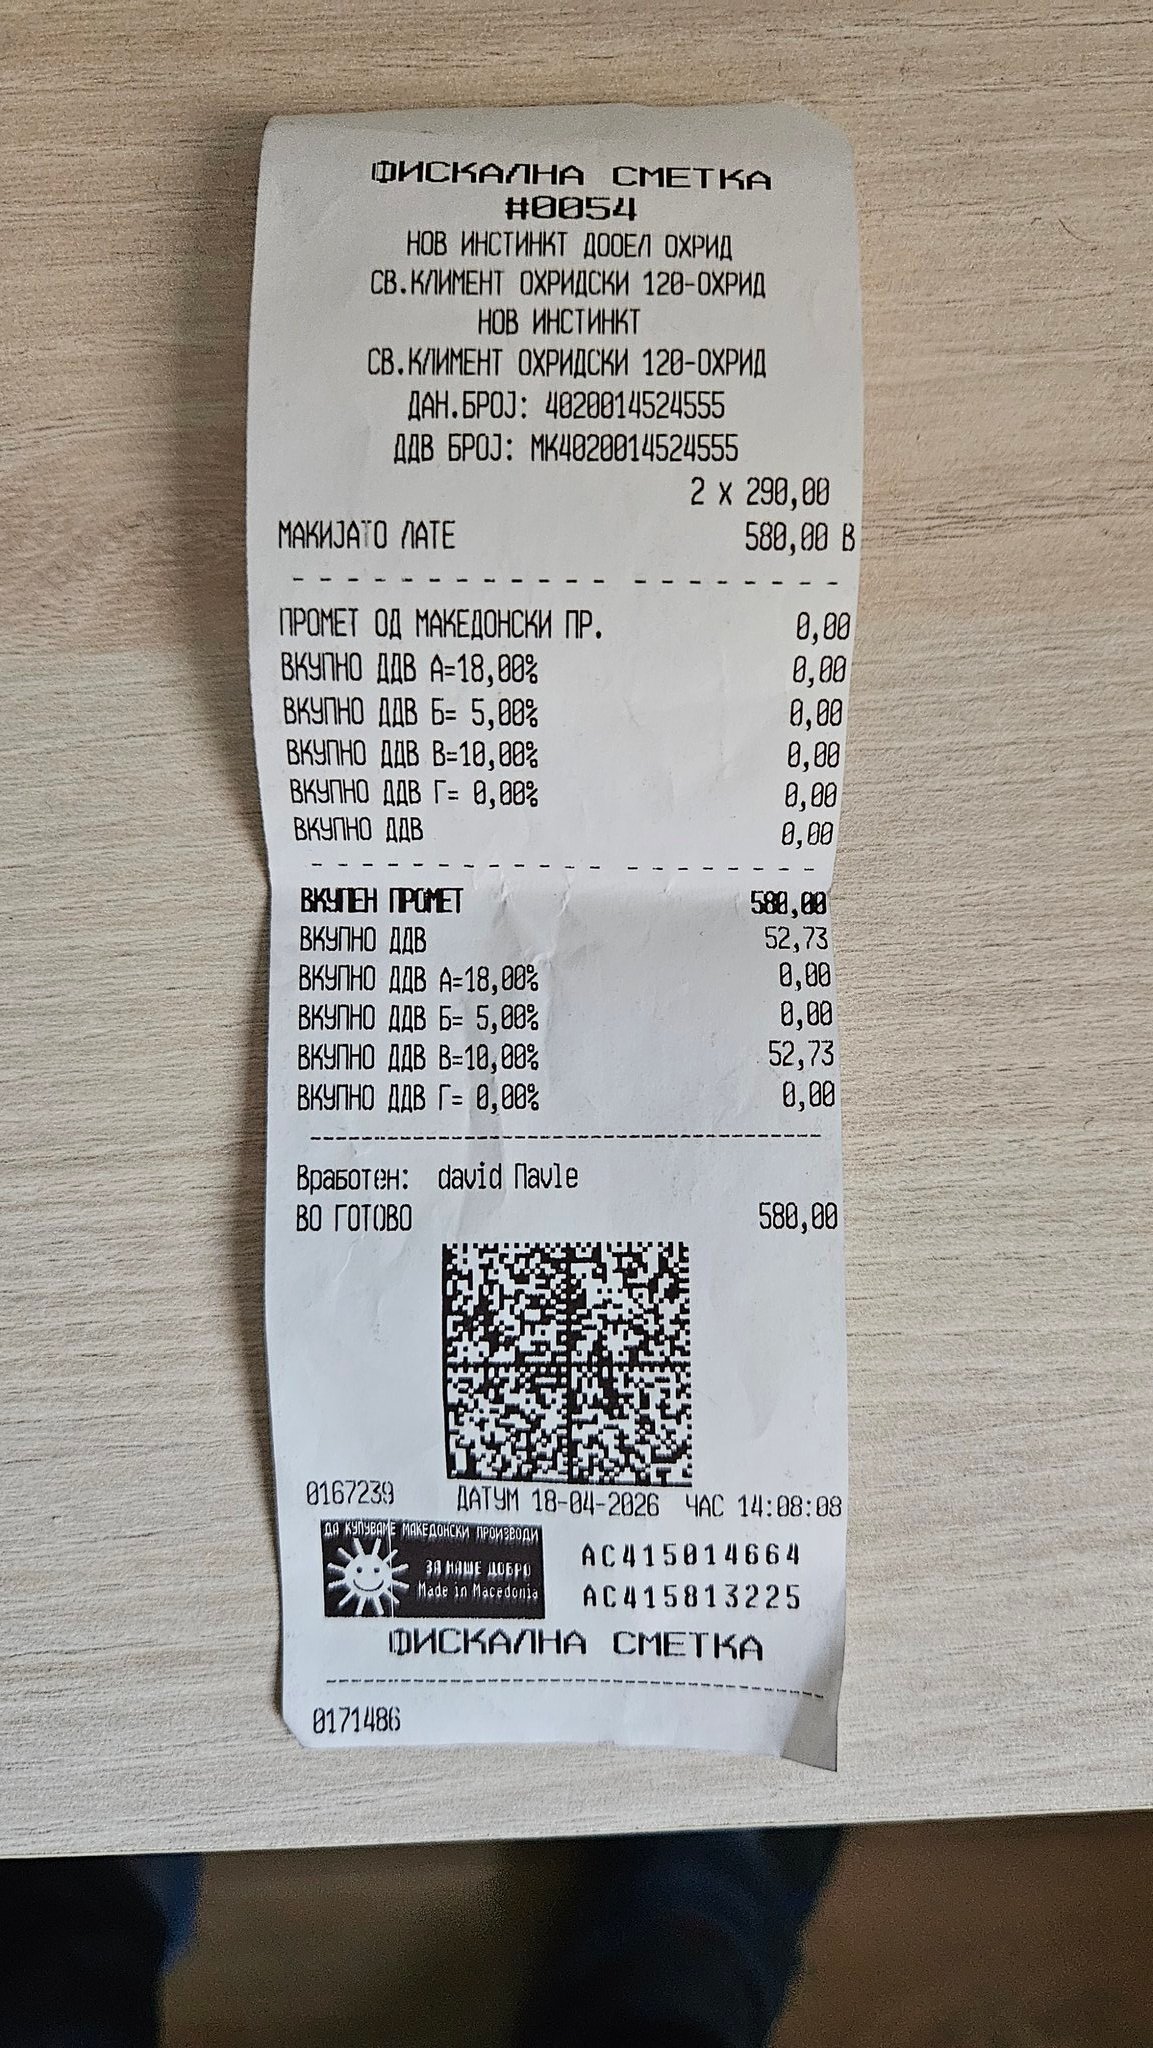 ФИСКАЛНА СМЕТКА
#0054
НОВ ИНСТИНКТ ДООЕЛ ОХРИД
СВ.КЛИМЕНТ ОХРИДСКИ 120-ОХРИД
НОВ ИНСТИНКТ
СВ.КЛИМЕНТ ОХРИДСКИ 120-ОХРИД
ДАН.БРОЈ: 4020014524555
ДДВ БРОЈ: МК4020014524555
2 x 290,00
МАКИЈАТО ЛАТЕ 580,00 В
ПРОМЕТ ОД МАКЕДОНСКИ ПР. 0,00
ВКУПНО ДДВ А=18,00% 0,00
ВКУПНО ДДВ Б= 5,00% 0,00
ВКУПНО ДДВ В=10,00% 0,00
ВКУПНО ДДВ Г= 0,00% 0,00
ВКУПНО ДДВ 0,00
ВКУПЕН ПРОМЕТ 580,00
ВКУПНО ДДВ 52,73
ВКУПНО ДДВ А=18,00% 0,00
ВКУПНО ДДВ Б= 5,00% 0,00
ВКУПНО ДДВ В=10,00% 52,73
ВКУПНО ДДВ Г= 0,00% 0,00
Вработен: david Пavle
ВО ГОТОВО 580,00
0167239 ДАТУМ 18-04-2026 ЧАС 14:08:08
ДА КУПУВАМЕ МАКЕДОНСКИ ПРОИЗВОДИ
ЗА НАШЕ ДОБРО
Made in Macedonia
AC415014664
AC415813225
ФИСКАЛНА СМЕТКА
0171486